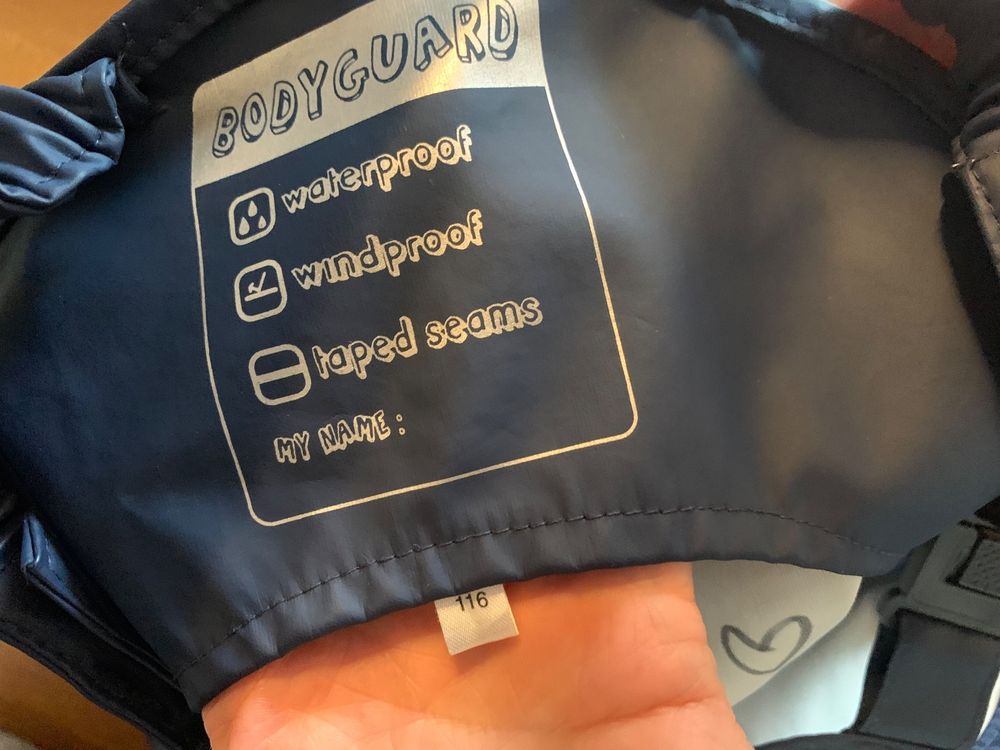 BODYGUARD
waterproof
windproof
taped seams
MY NAME:
116